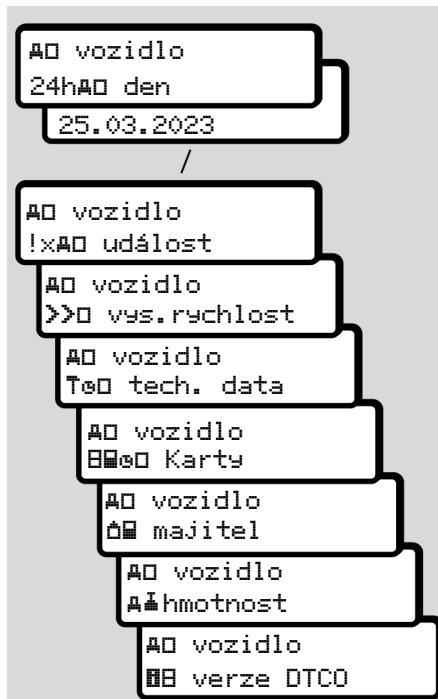 vozidlo
24h den
25.03.2023
/
vozidlo
!x událost
vozidlo
>> vys.rychlost
vozidlo
tech. data
vozidlo
Karty
vozidlo
majitel
vozidlo
hmotnost
vozidlo
verze DTCO